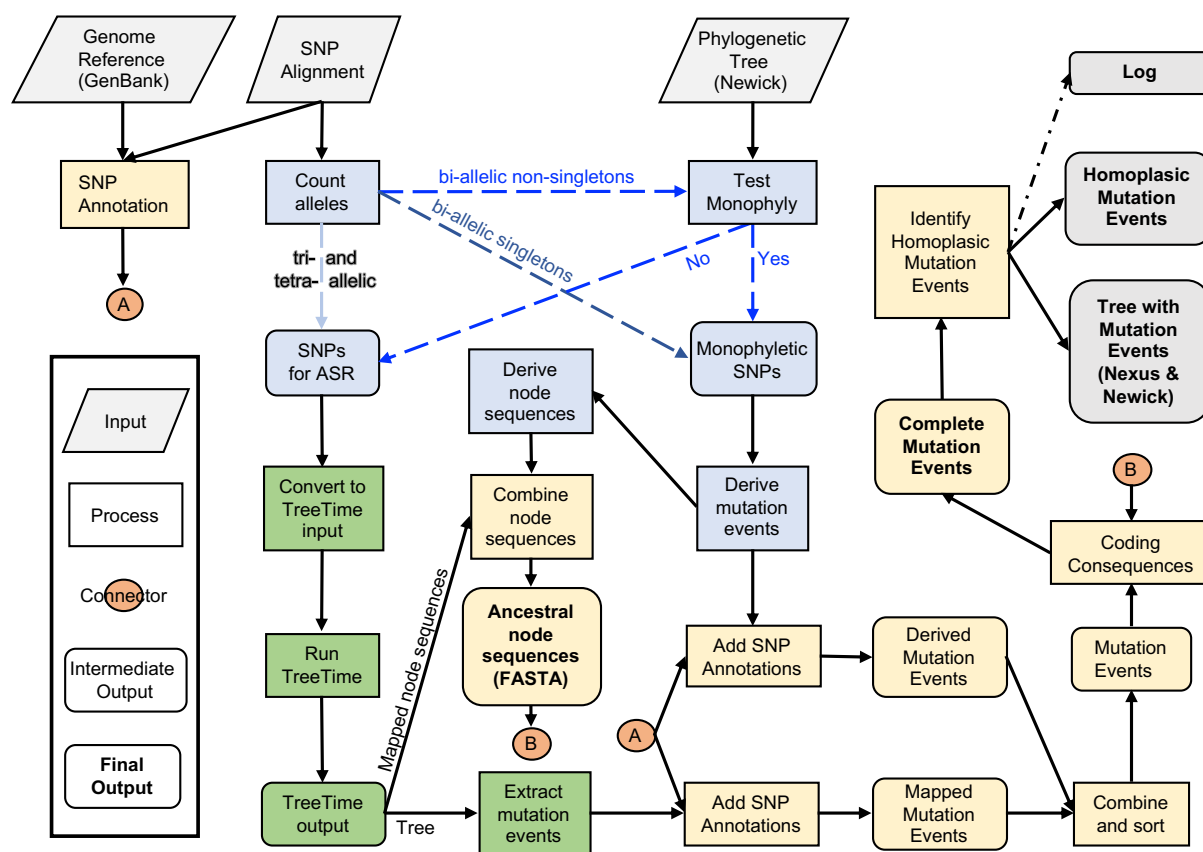 Genome
Reference
(GenBank)
SNP
Alignment
Phylogenetic
Tree
(Newick)
Log
SNP
Annotation
Count
alleles
bi-allelic non-singletons
bi-allelic singletons
Test
Monophyly
Identify
Homoplasic
Mutation
Events
Homoplasic
Mutation
Events
tri- and
tetra- allelic
No
Yes
A
SNPs
for ASR
Derive
node
sequences
Monophyletic
SNPs
Tree with
Mutation
Events
(Nexus &
Newick)
Input
Process
Connector
Intermediate
Output
Final
Output
Complete
Mutation
Events
B
Convert to
TreeTime
input
Combine
node
sequences
Derive
mutation
events
Coding
Consequences
Mapped node sequences
Ancestral
node
sequences
(FASTA)
Run
TreeTime
Add SNP
Annotations
Derived
Mutation
Events
Mutation
Events
B
A
TreeTime
output
Tree
Extract
mutation
events
Add SNP
Annotations
Mapped
Mutation
Events
Combine
and sort